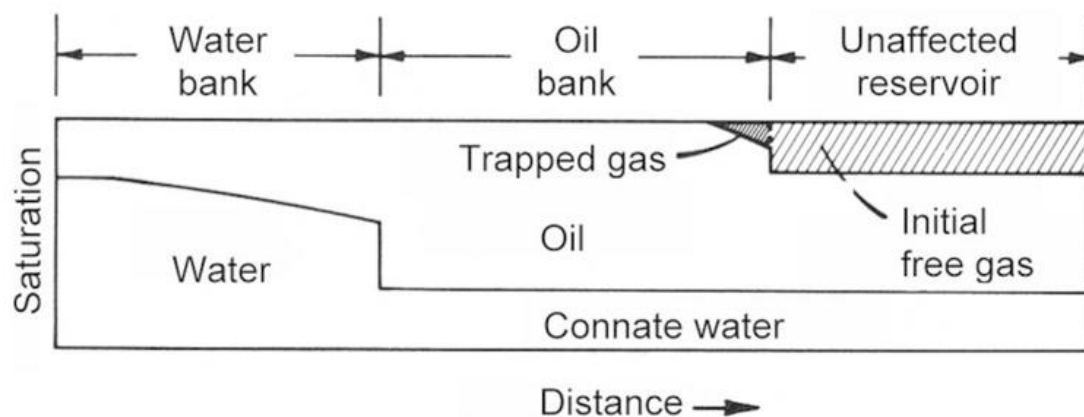 Water
bank
Oil
bank
Unaffected
reservoir
Trapped gas
Saturation
Water
Oil
Initial
free gas
Connate water
Distance